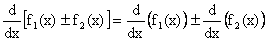 d/dx [f₁(x) ± f₂(x)] = d/dx (f₁(x)) ± d/dx (f₂(x))